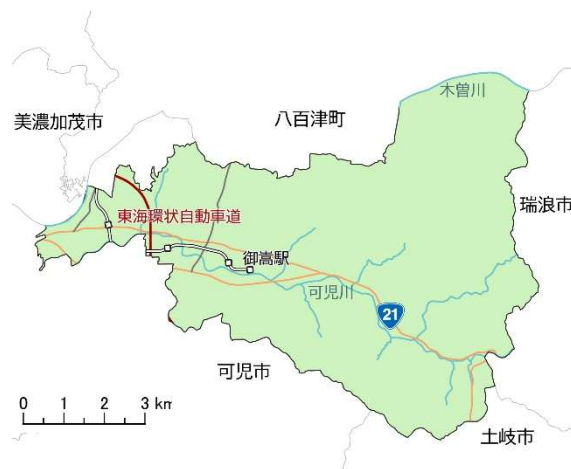 木曽川
美濃加茂市
八百津町
瑞浪市
東海環状自動車道
御嵩駅
可児川
21
可児市
0 1 2 3 km
土岐市